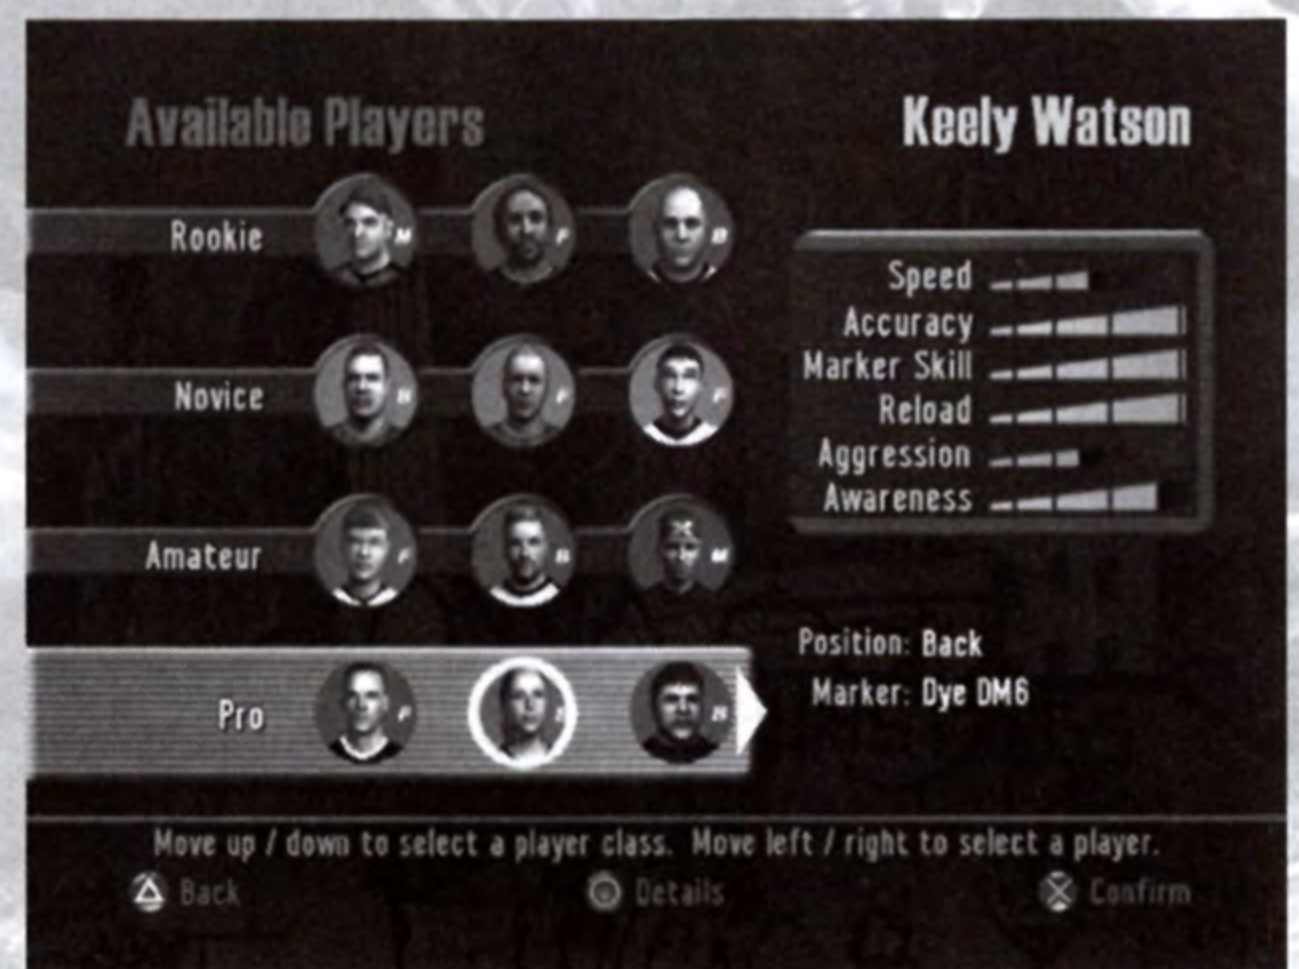 Available Players
Keely Watson
Rookie M F B
Novice B F F
Amateur F B M
Pro F B
Speed
Accuracy
Marker Skill
Reload
Aggression
Awareness
Position: Back
Marker: Dye DM6
Move up / down to select a player class. Move left / right to select a player.
Back
Details
Confirm